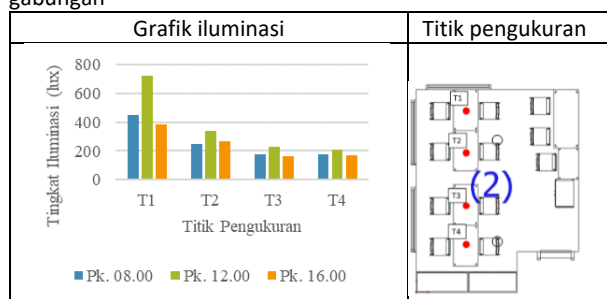 gabungan
Grafik iluminasi
Titik pengukuran
Tingkat Iluminasi (lux)
800
600
400
200
0
T1 T2 T3 T4
Titik Pengukuran
Pk. 08.00 Pk. 12.00 Pk. 16.00
T1
T2
T3
(2)
T4